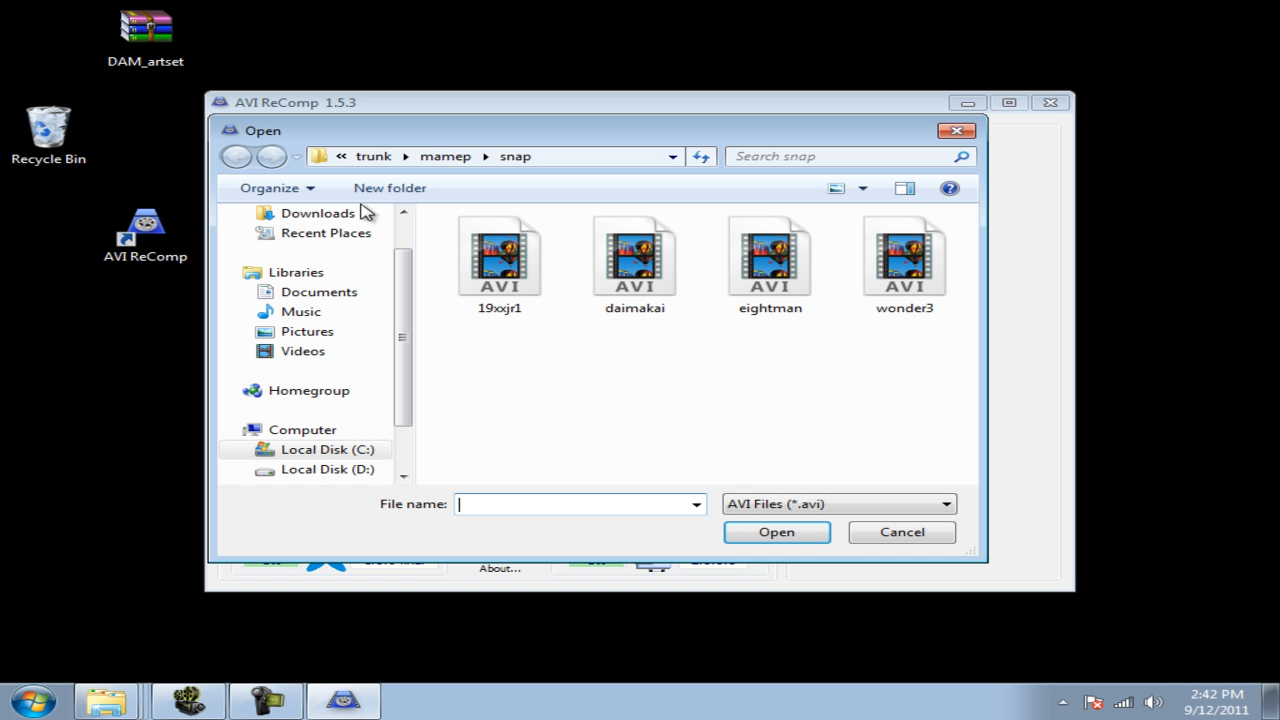 DAM_artset
Recycle Bin
AVI ReComp
AVI ReComp 1.5.3
Open
« trunk mamep snap
Search snap
Organize
New folder
Downloads
Recent Places
Libraries
Documents
Music
Pictures
Videos
Homegroup
Computer
Local Disk (C:)
Local Disk (D:)
AVI
19xxjr1
AVI
daimakai
AVI
eightman
AVI
wonder3
File name:
AVI Files (*.avi)
Open
Cancel
About...
2:42 PM
9/12/2011